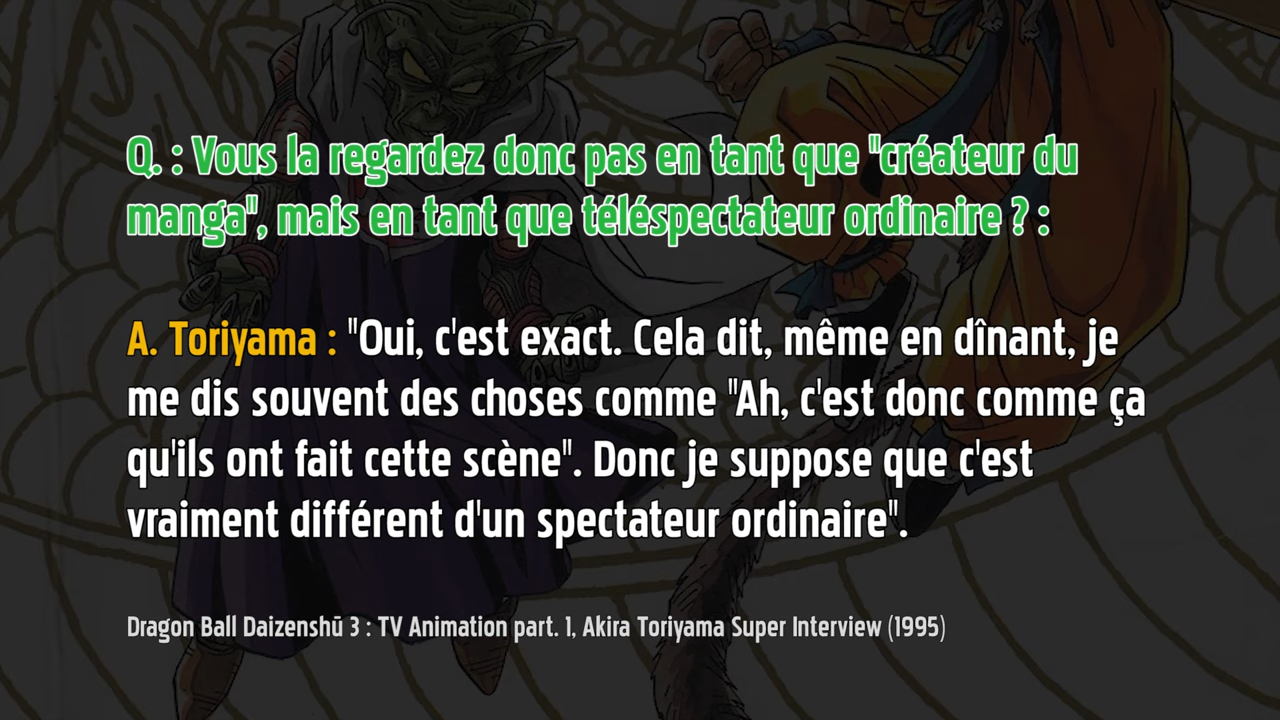 Q. : Vous la regardez donc pas en tant que "créateur du
manga", mais en tant que téléspectateur ordinaire ? :
A. Toriyama : "Oui, c'est exact. Cela dit, même en dînant, je
me dis souvent des choses comme "Ah, c'est donc comme ça
qu'ils ont fait cette scène". Donc je suppose que c'est
vraiment différent d'un spectateur ordinaire".
Dragon Ball Daizenshū 3 : TV Animation part. 1, Akira Toriyama Super Interview (1995)